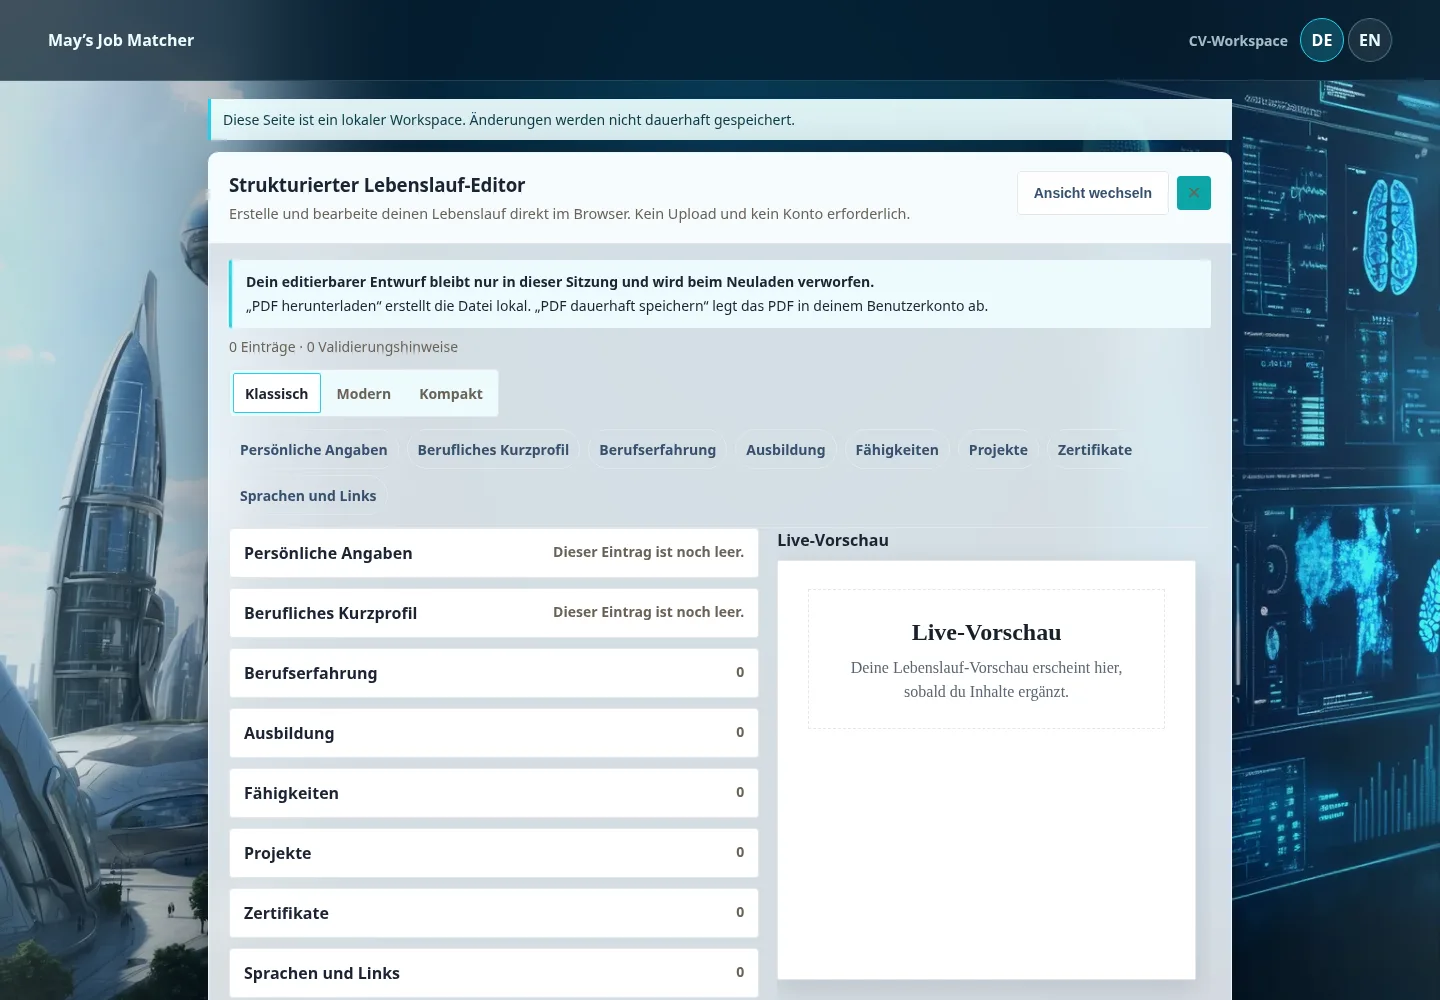 May’s Job Matcher
CV-Workspace DE EN
Diese Seite ist ein lokaler Workspace. Änderungen werden nicht dauerhaft gespeichert.
Strukturierter Lebenslauf-Editor
Erstelle und bearbeite deinen Lebenslauf direkt im Browser. Kein Upload und kein Konto erforderlich.
Ansicht wechseln ×
Dein editierbarer Entwurf bleibt nur in dieser Sitzung und wird beim Neuladen verworfen.
„PDF herunterladen“ erstellt die Datei lokal. „PDF dauerhaft speichern“ legt das PDF in deinem Benutzerkonto ab.
0 Einträge · 0 Validierungshinweise
Klassisch Modern Kompakt
Persönliche Angaben Berufliches Kurzprofil Berufserfahrung Ausbildung Fähigkeiten Projekte Zertifikate
Sprachen und Links
Persönliche Angaben Dieser Eintrag ist noch leer.
Berufliches Kurzprofil Dieser Eintrag ist noch leer.
Berufserfahrung 0
Ausbildung 0
Fähigkeiten 0
Projekte 0
Zertifikate 0
Sprachen und Links 0
Live-Vorschau
Live-Vorschau
Deine Lebenslauf-Vorschau erscheint hier,
sobald du Inhalte ergänzt.